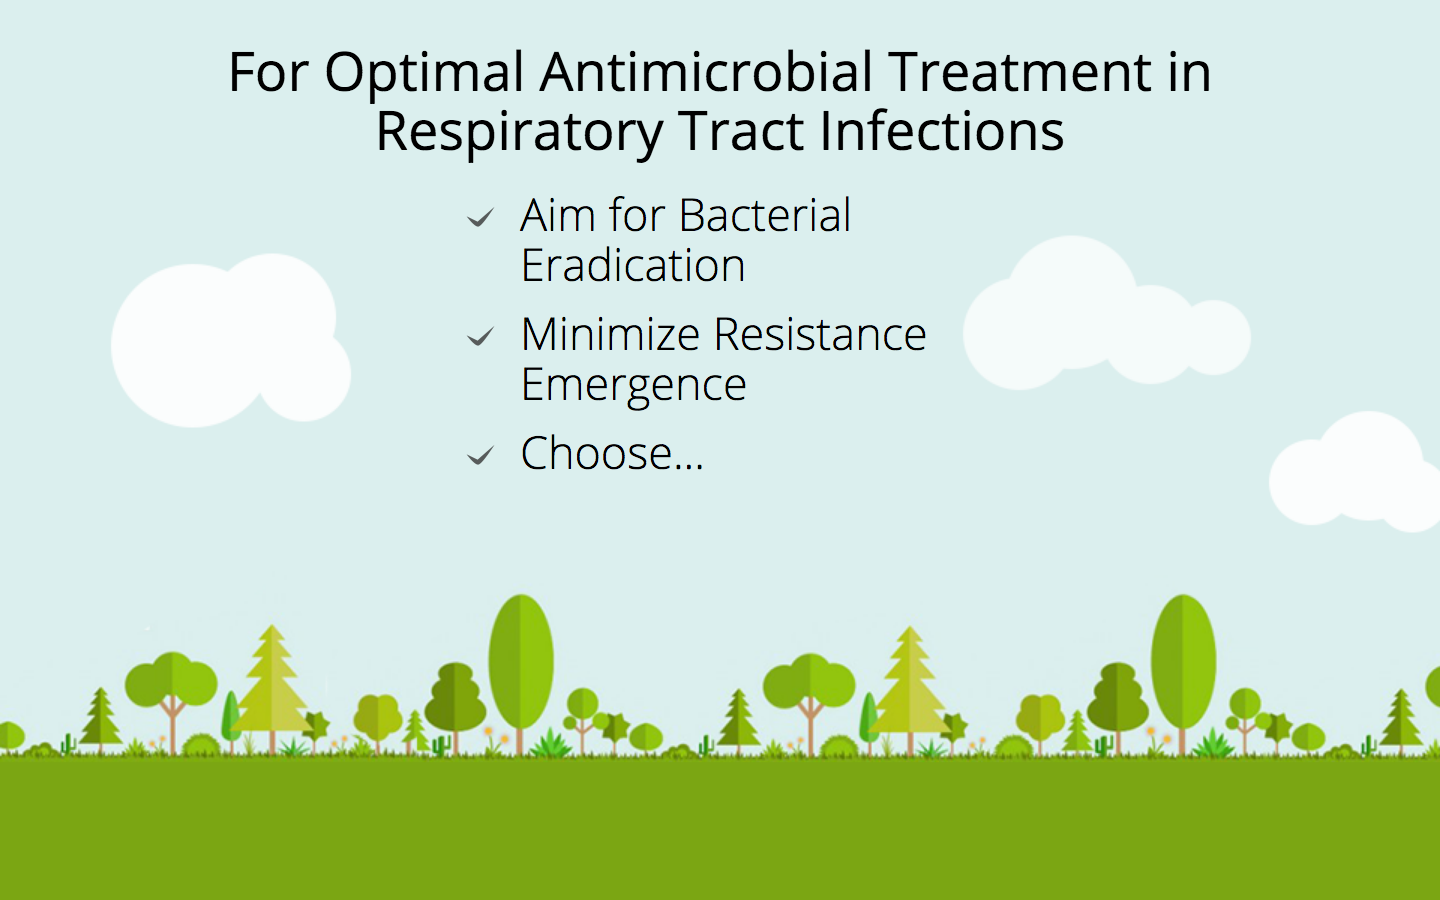 For Optimal Antimicrobial Treatment in
Respiratory Tract Infections
Aim for Bacterial
Eradication
Minimize Resistance
Emergence
Choose...